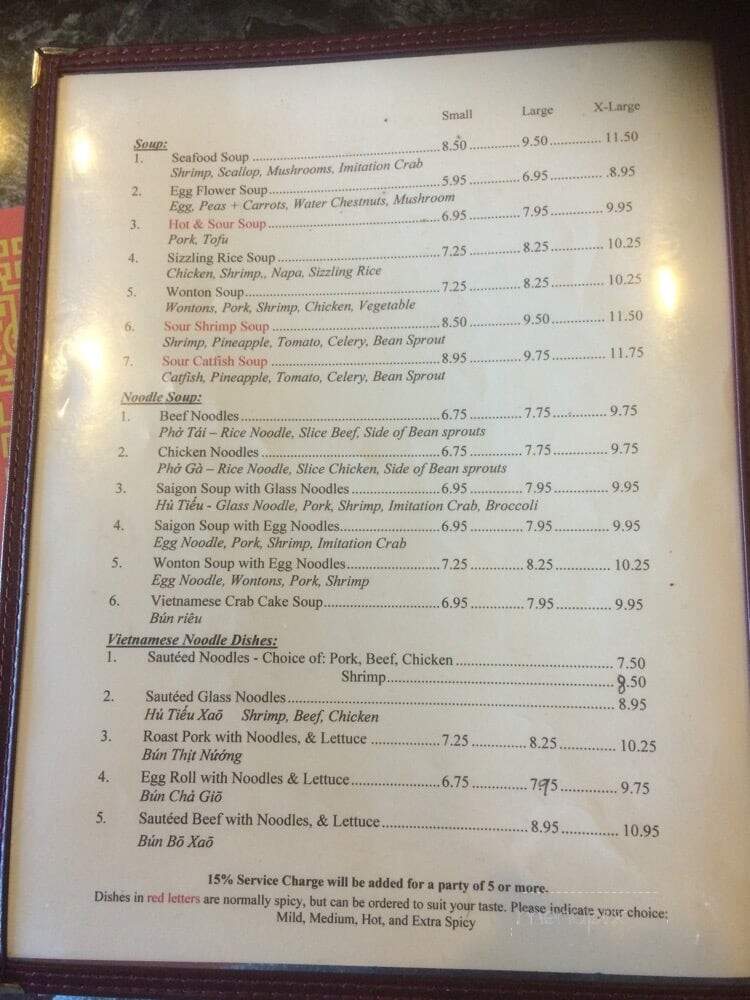 Small Large X-Large
Soup:
1. Seafood Soup 8.50 9.50 11.50
Shrimp, Scallop, Mushrooms, Imitation Crab
2. Egg Flower Soup 5.95 6.95 .8.95
Egg, Peas + Carrots, Water Chestnuts, Mushroom
3. Hot & Sour Soup 6.95 7.95 9.95
Pork, Tofu
4. Sizzling Rice Soup 7.25 8.25 10.25
Chicken, Shrimp,, Napa, Sizzling Rice
5. Wonton Soup 7.25 8.25 10.25
Wontons, Pork, Shrimp, Chicken, Vegetable
6. Sour Shrimp Soup 8.50 9.50 11.50
Shrimp, Pineapple, Tomato, Celery, Bean Sprout
7. Sour Catfish Soup 8.95 9.75 11.75
Catfish, Pineapple, Tomato, Celery, Bean Sprout
Noodle Soup:
1. Beef Noodles 6.75 7.75 9.75
Phở Tái – Rice Noodle, Slice Beef, Side of Bean sprouts
2. Chicken Noodles 6.75 7.75 9.75
Phở Gà – Rice Noodle, Slice Chicken, Side of Bean sprouts
3. Saigon Soup with Glass Noodles 6.95 7.95 9.95
Hủ Tiếu - Glass Noodle, Pork, Shrimp, Imitation Crab, Broccoli
4. Saigon Soup with Egg Noodles 6.95 7.95 9.95
Egg Noodle, Pork, Shrimp, Imitation Crab
5. Wonton Soup with Egg Noodles 7.25 8.25 10.25
Egg Noodle, Wontons, Pork, Shrimp
6. Vietnamese Crab Cake Soup 6.95 7.95 9.95
Bún riêu
Vietnamese Noodle Dishes:
1. Sautéed Noodles - Choice of: Pork, Beef, Chicken 7.50
Shrimp 8.50
2. Sautéed Glass Noodles 8.95
Hủ Tiếu Xaõ Shrimp, Beef, Chicken
3. Roast Pork with Noodles, & Lettuce 7.25 8.25 10.25
Bún Thịt Nướng
4. Egg Roll with Noodles & Lettuce 6.75 7.95 9.75
Bún Chả Giõ
5. Sautéed Beef with Noodles, & Lettuce 8.95 10.95
Bún Bõ Xaõ
15% Service Charge will be added for a party of 5 or more.
Dishes in red letters are normally spicy, but can be ordered to suit your taste. Please indicate your choice:
Mild, Medium, Hot, and Extra Spicy